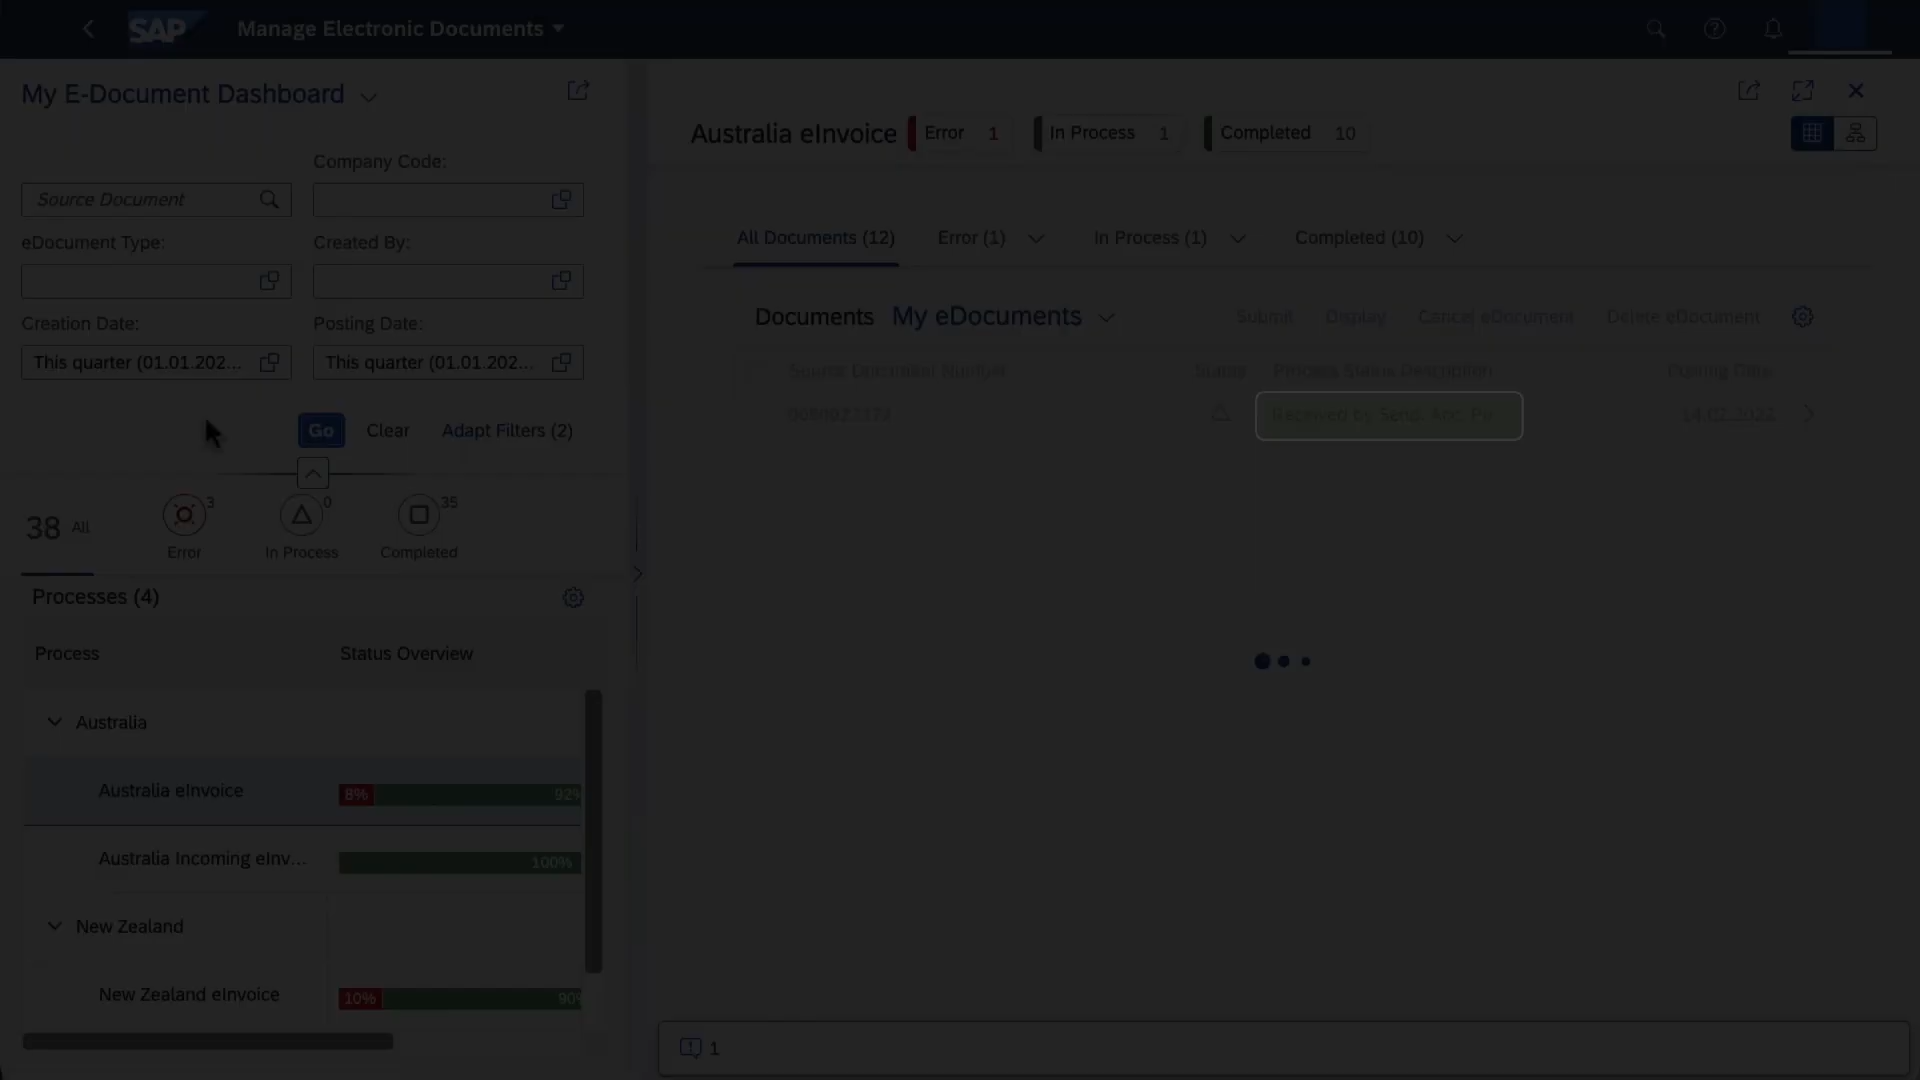 SAP Manage Electronic Documents
My E-Document Dashboard
Company Code:
Source Document
eDocument Type: Created By:
Creation Date: Posting Date:
This quarter (01.01.202... This quarter (01.01.202...
Go Clear Adapt Filters (2)
38 All
3 0 35
Error In Process Completed
Processes (4)
Process Status Overview
Australia
Australia eInvoice 8% 92%
Australia Incoming eInv... 100%
New Zealand
New Zealand eInvoice 10% 90%
Australia eInvoice Error 1 In Process 1 Completed 10
All Documents (12) Error (1) In Process (1) Completed (10)
Documents My eDocuments Submit Display Cancel eDocument Delete eDocument
Source Document Number Status Process Status Description Posting Date
Received by Send. Acc. Po 14.02.2022
1